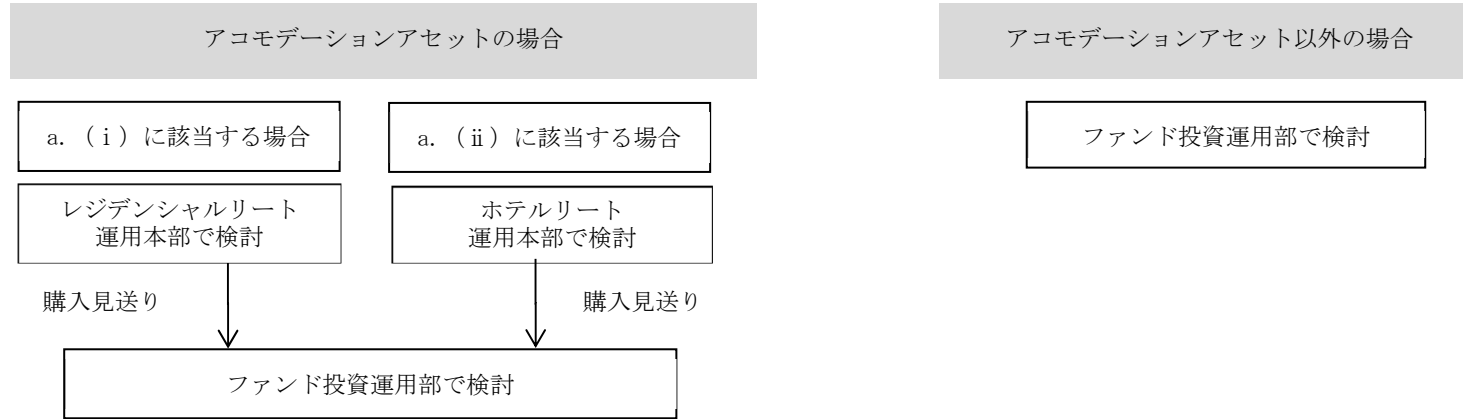 アコモデーションアセットの場合
a. (ⅰ)に該当する場合
a. (ⅱ)に該当する場合
レジデンシャルリート
運用本部で検討
ホテルリート
運用本部で検討
購入見送り
購入見送り
ファンド投資運用部で検討
アコモデーションアセット以外の場合
ファンド投資運用部で検討